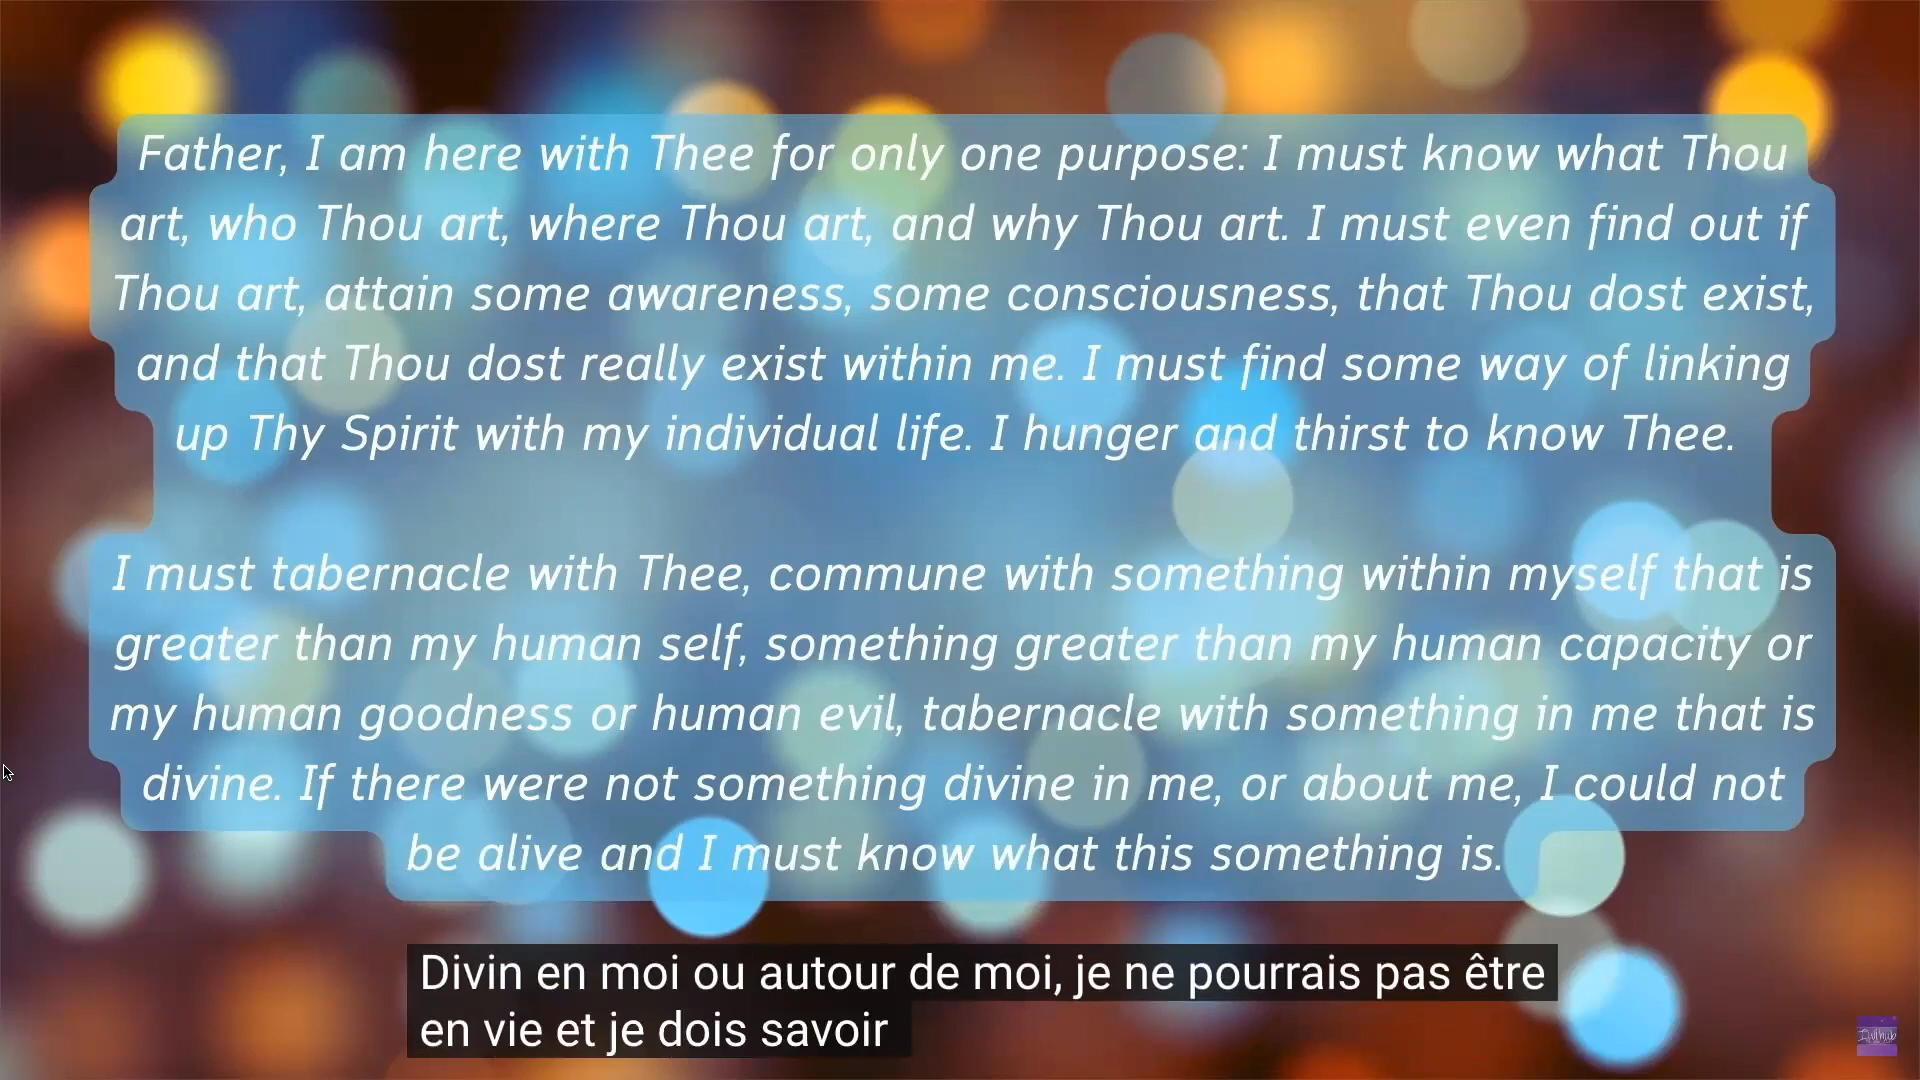 Father, I am here with Thee for only one purpose: I must know what Thou
art, who Thou art, where Thou art, and why Thou art. I must even find out if
Thou art, attain some awareness, some consciousness, that Thou dost exist,
and that Thou dost really exist within me. I must find some way of linking
up Thy Spirit with my individual life. I hunger and thirst to know Thee.
I must tabernacle with Thee, commune with something within myself that is
greater than my human self, something greater than my human capacity or
my human goodness or human evil, tabernacle with something in me that is
divine. If there were not something divine in me, or about me, I could not
be alive and I must know what this something is.
Divin en moi ou autour de moi, je ne pourrais pas être
en vie et je dois savoir